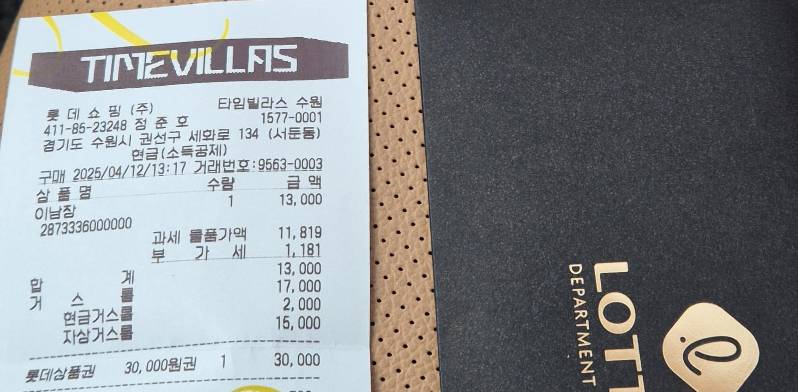 TIMEVILLAS
롯 데 쇼 핑 (주) 타임빌라스 수원
411-85-23248 정 준 호 1577-0001
경기도 수원시 권선구 세화로 134 (서둔동)
현금(소득공제)
구매 2025/04/12/13:17 거래번호:9563-0003
상 품 명 수량 금 액
이남장 1 13,000
2873336000000
과세 물품가액 11,819
부 가 세 1,181
합 계 13,000
거 스 름 17,000
현금거스름 2,000
자상거스름 15,000
롯데상품권 30,000원권 1 30,000
LOTT
DEPARTMENT